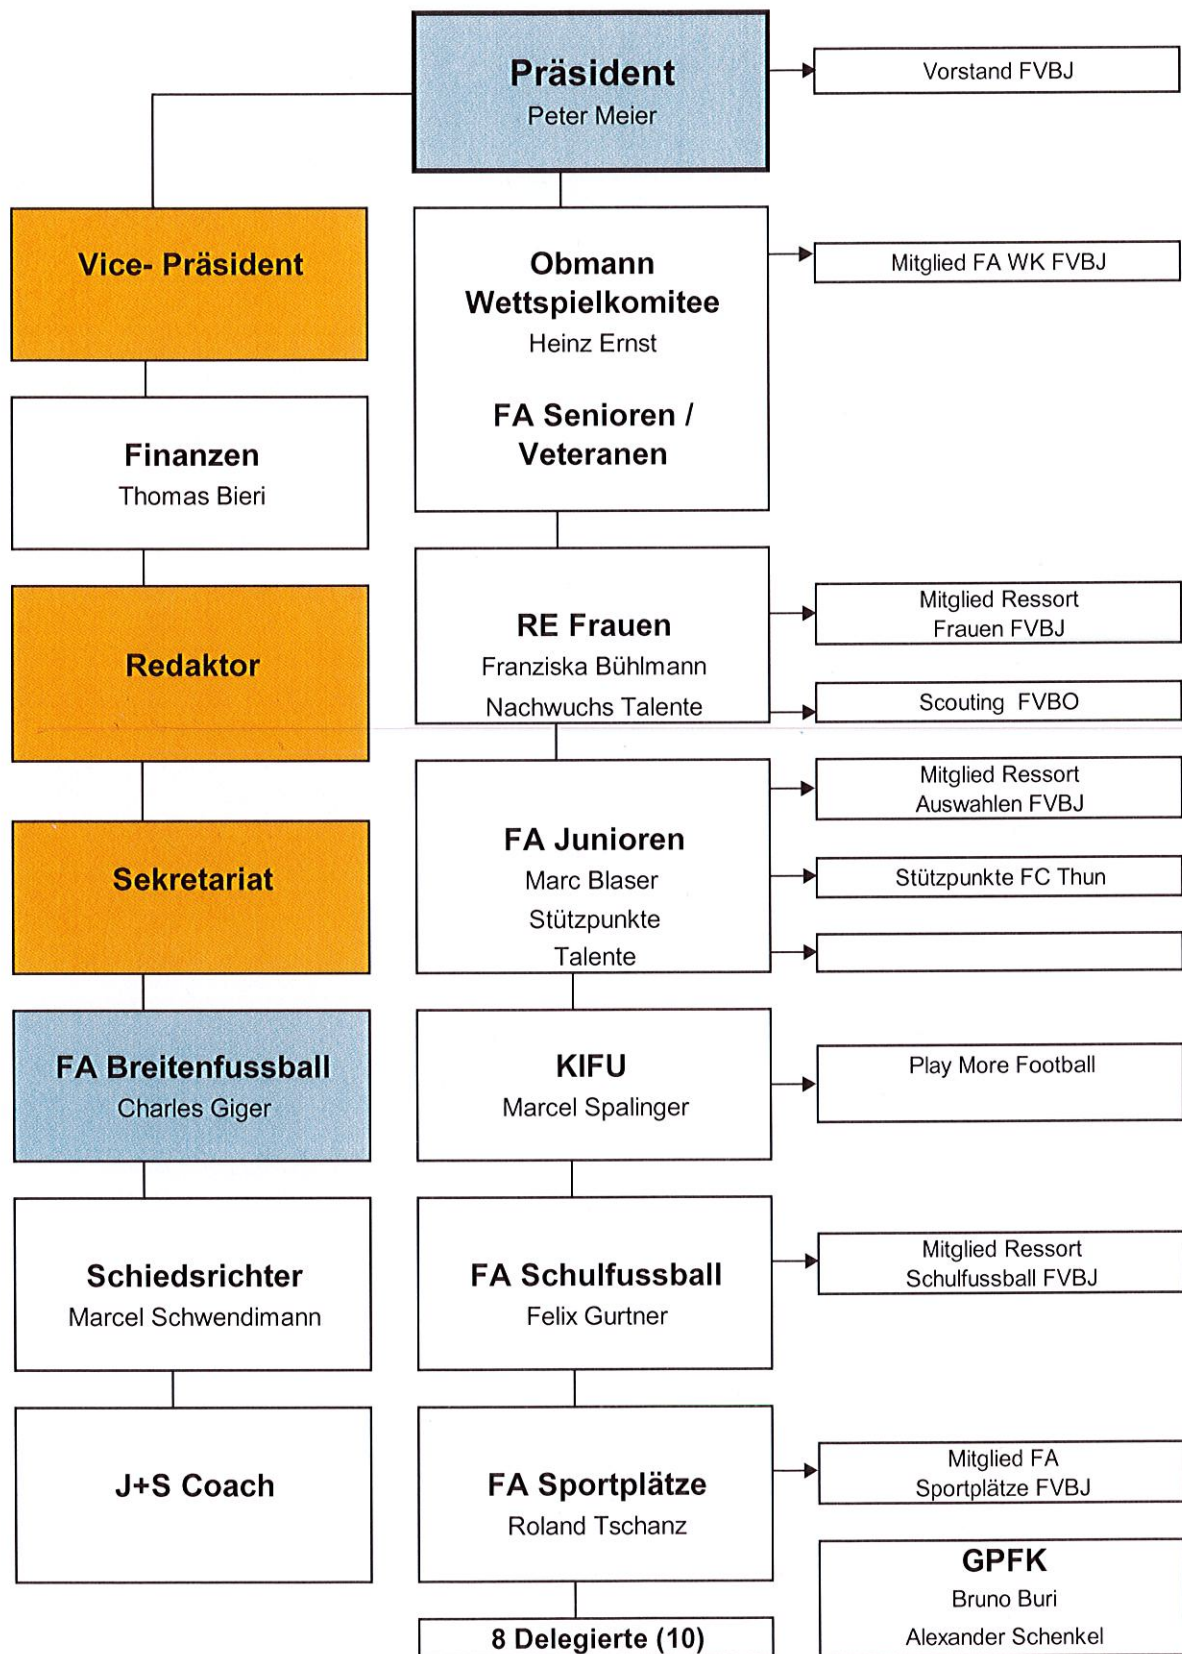 Präsident
Peter Meier
Vorstand FVBJ
Vice- Präsident
Finanzen
Thomas Bieri
Redaktor
Sekretariat
FA Breitenfussball
Charles Giger
Schiedsrichter
Marcel Schwendimann
J+S Coach
Obmann
Wettspielkomitee
Heinz Ernst
FA Senioren /
Veteranen
Mitglied FA WK FVBJ
RE Frauen
Franziska Bühlmann
Nachwuchs Talente
Mitglied Ressort
Frauen FVBJ
Scouting FVBO
FA Junioren
Marc Blaser
Stützpunkte
Talente
Mitglied Ressort
Auswahlen FVBJ
Stützpunkte FC Thun
KIFU
Marcel Spalinger
Play More Football
FA Schulfussball
Felix Gurtner
Mitglied Ressort
Schulfussball FVBJ
FA Sportplätze
Roland Tschanz
Mitglied FA
Sportplätze FVBJ
8 Delegierte (10)
GPFK
Bruno Buri
Alexander Schenkel